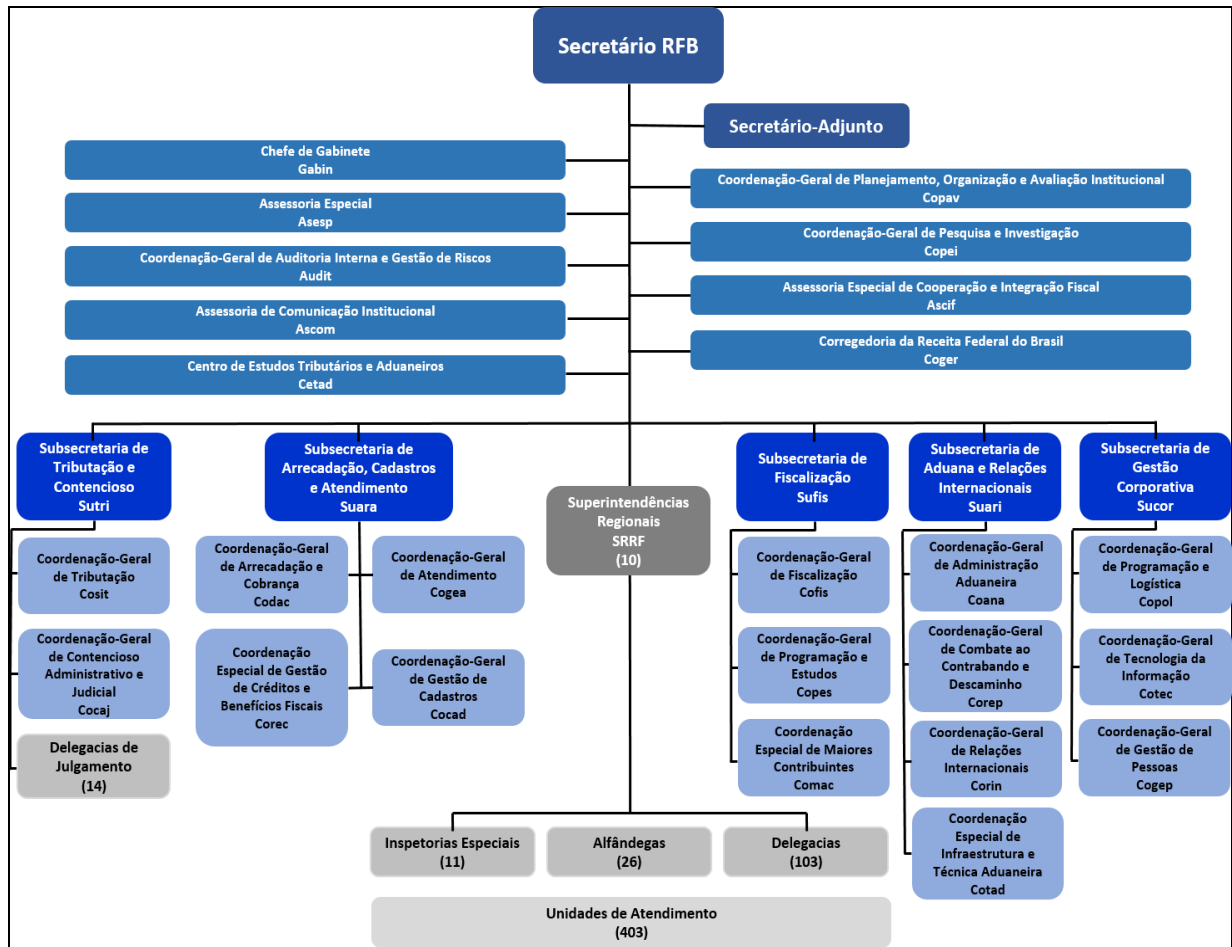 Secretário RFB
Secretário-Adjunto
Chefe de Gabinete
Gabin
Assessoria Especial
Asesp
Coordenação-Geral de Auditoria Interna e Gestão de Riscos
Audit
Assessoria de Comunicação Institucional
Ascom
Centro de Estudos Tributários e Aduaneiros
Cetad
Coordenação-Geral de Planejamento, Organização e Avaliação Institucional
Copav
Coordenação-Geral de Pesquisa e Investigação
Copei
Assessoria Especial de Cooperação e Integração Fiscal
Ascif
Corregedoria da Receita Federal do Brasil
Coger
Subsecretaria de
Tributação e
Contencioso
Sutri
Coordenação-Geral
de Tributação
Cosit
Coordenação-Geral
de Contencioso
Administrativo e
Judicial
Cocaj
Delegacias de
Julgamento
(14)
Subsecretaria de
Arrecadação, Cadastros
e Atendimento
Suara
Coordenação-Geral
de Arrecadação e
Cobrança
Codac
Coordenação-Geral
de Atendimento
Cogea
Coordenação
Especial de Gestão
de Créditos e
Benefícios Fiscais
Corec
Coordenação-Geral
de Gestão de
Cadastros
Cocad
Superintendências
Regionais
SRRF
(10)
Subsecretaria de
Fiscalização
Sufis
Coordenação-Geral
de Fiscalização
Cofis
Coordenação-Geral
de Programação e
Estudos
Copes
Coordenação
Especial de Maiores
Contribuintes
Comac
Subsecretaria de
Aduana e Relações
Internacionais
Suari
Coordenação-Geral
de Administração
Aduaneira
Coana
Coordenação-Geral
de Combate ao
Contrabando e
Descaminho
Corep
Coordenação-Geral
de Relações
Internacionais
Corin
Coordenação
Especial de
Infraestrutura e
Técnica Aduaneira
Cotad
Subsecretaria de
Gestão
Corporativa
Sucor
Coordenação-Geral
de Programação e
Logística
Copol
Coordenação-Geral
de Tecnologia da
Informação
Cotec
Coordenação-Geral
de Gestão de
Pessoas
Cogep
Inspetorias Especiais
(11)
Alfândegas
(26)
Delegacias
(103)
Unidades de Atendimento
(403)